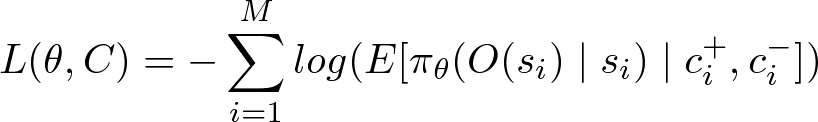 L(θ, C) = − ∑_{i=1}^{M} log(E[π_θ(O(s_i) | s_i) | c_i^+, c_i^-])